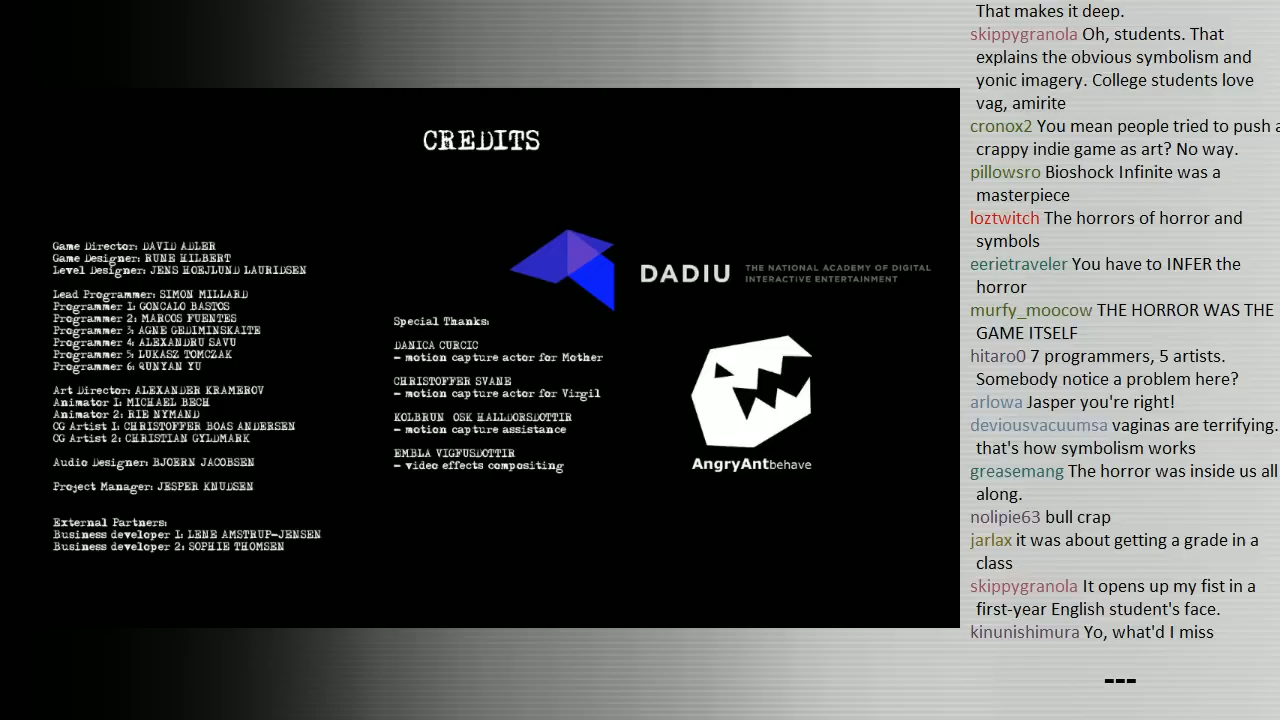 CREDITS
Game Director: DAVID ADLER
Game Designer: RUNE HILBERT
Level Designer: JENS HOEJLUND LAURIDSEN
Lead Programmer: SIMON MILLARD
Programmer 1: GONCALO BASTOS
Programmer 2: MARCOS FUENTES
Programmer 3: AGNE GEDIMINSKAITE
Programmer 4: ALEXANDRU SAVU
Programmer 5: LUKASZ TOMCZAK
Programmer 6: QUNYAN YU
Art Director: ALEXANDER KRAMEROV
Animator 1: MICHAEL BECH
Animator 2: RIE NYMAND
CG Artist 1: CHRISTOFFER BOAS ANDERSEN
CG Artist 2: CHRISTIAN GYLDMARK
Audio Designer: BJOERN JACOBSEN
Project Manager: JESPER KNUDSEN
External Partners:
Business developer 1: LENE AMSTRUP-JENSEN
Business developer 2: SOPHIE THOMSEN
DADIU THE NATIONAL ACADEMY OF DIGITAL
INTERACTIVE ENTERTAINMENT
Special Thanks:
DANICA CURCIC
- motion capture actor for Mother
CHRISTOFFER SVANE
- motion capture actor for Virgil
KOLBRUN OSK HALLDORSDOTTIR
- motion capture assistance
EMBLA VIGFUSDOTTIR
- video effects compositing
AngryAntbehave
That makes it deep.
skippygranola Oh, students. That
explains the obvious symbolism and
yonic imagery. College students love
vag, amirite
cronox2 You mean people tried to push a
crappy indie game as art? No way.
pillowsro Bioshock Infinite was a
masterpiece
loztwitch The horrors of horror and
symbols
eerietraveler You have to INFER the
horror
murfy_moocow THE HORROR WAS THE
GAME ITSELF
hitaro0 7 programmers, 5 artists.
Somebody notice a problem here?
arlowa Jasper you're right!
deviousvacuumsa vaginas are terrifying.
that's how symbolism works
greasemang The horror was inside us all
along.
nolipie63 bull crap
jarlax it was about getting a grade in a
class
skippygranola It opens up my fist in a
first-year English student's face.
kinunishimura Yo, what'd I miss
---